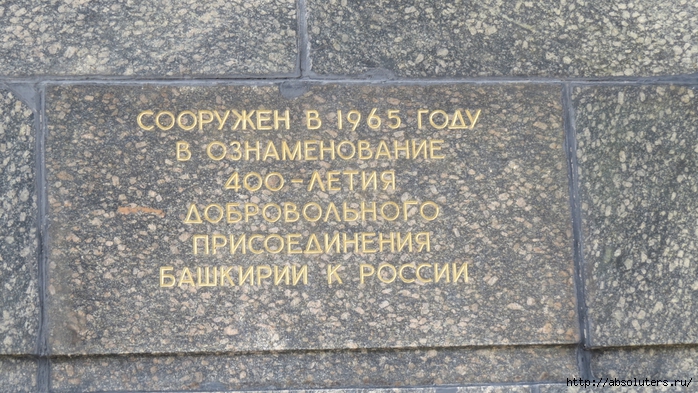 СООРУЖЕН В 1965 ГОДУ
В ОЗНАМЕНОВАНИЕ
400-ЛЕТИЯ
ДОБРОВОЛЬНОГО
ПРИСОЕДИНЕНИЯ
БАШКИРИИ К РОССИИ
http://absoluters.ru/